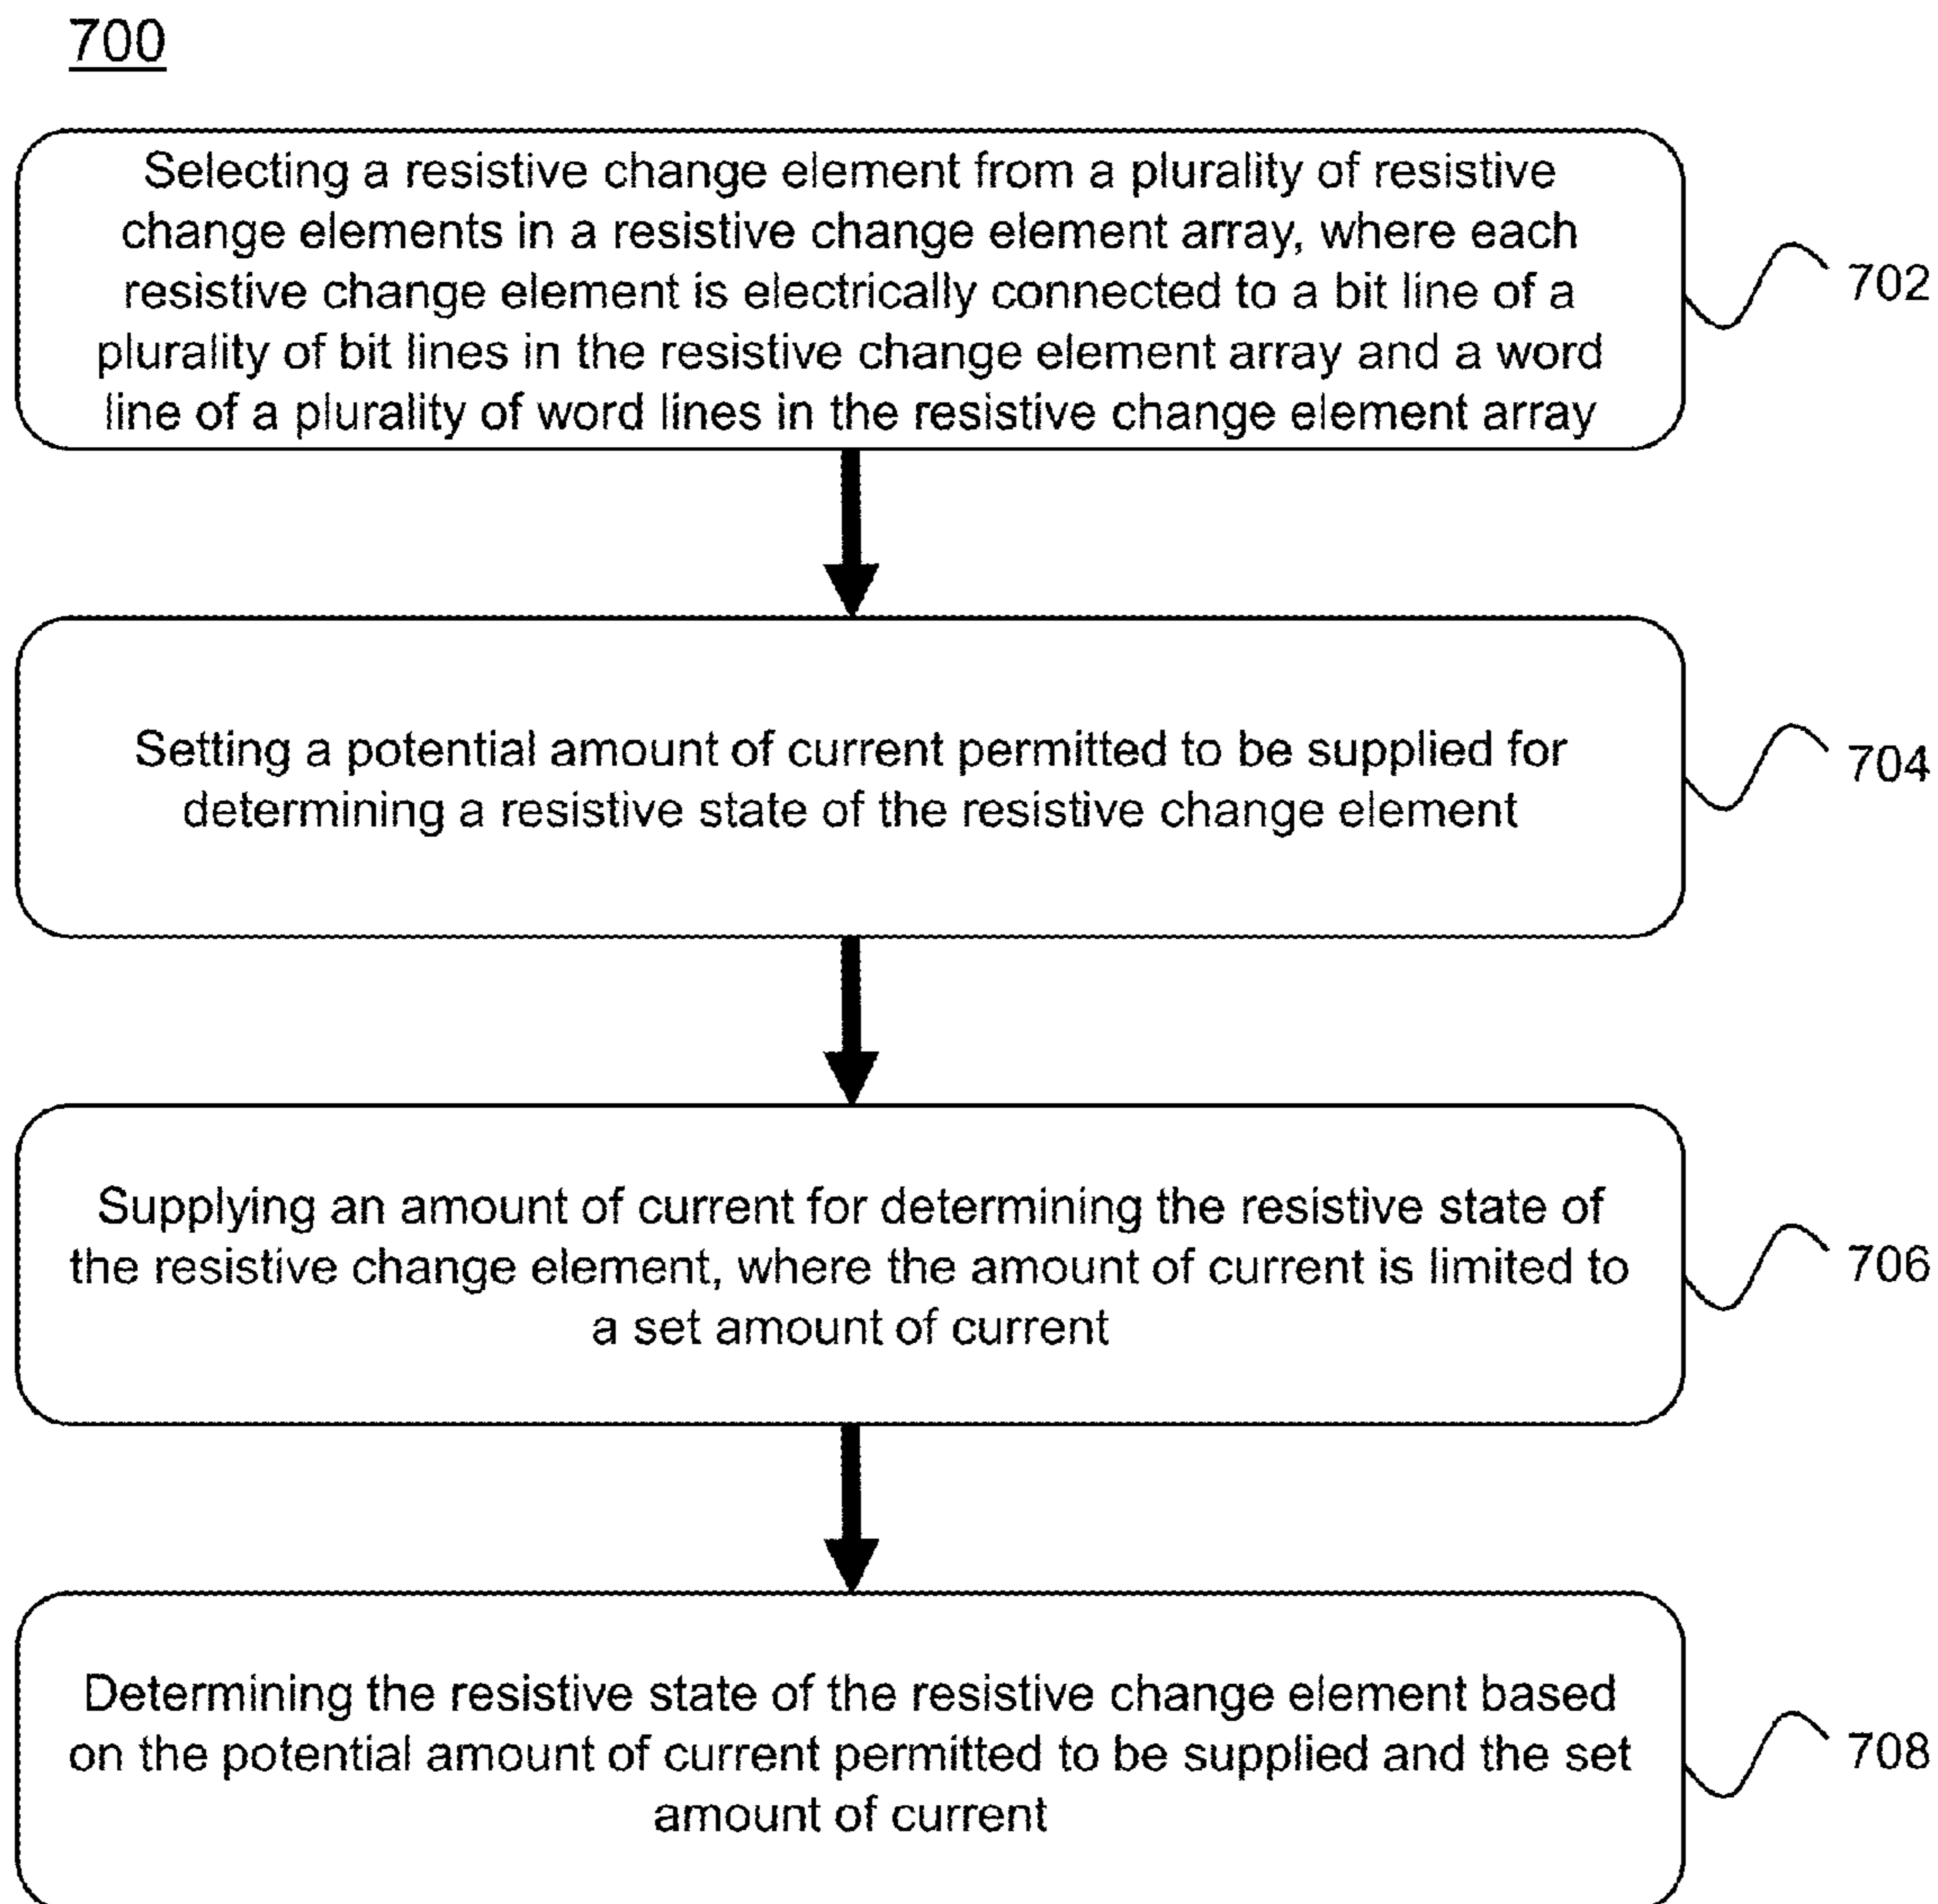 700
Selecting a resistive change element from a plurality of resistive
change elements in a resistive change element array, where each
resistive change element is electrically connected to a bit line of a
plurality of bit lines in the resistive change element array and a word
line of a plurality of word lines in the resistive change element array
702
Setting a potential amount of current permitted to be supplied for
determining a resistive state of the resistive change element
704
Supplying an amount of current for determining the resistive state of
the resistive change element, where the amount of current is limited to
a set amount of current
706
Determining the resistive state of the resistive change element based
on the potential amount of current permitted to be supplied and the set
amount of current
708